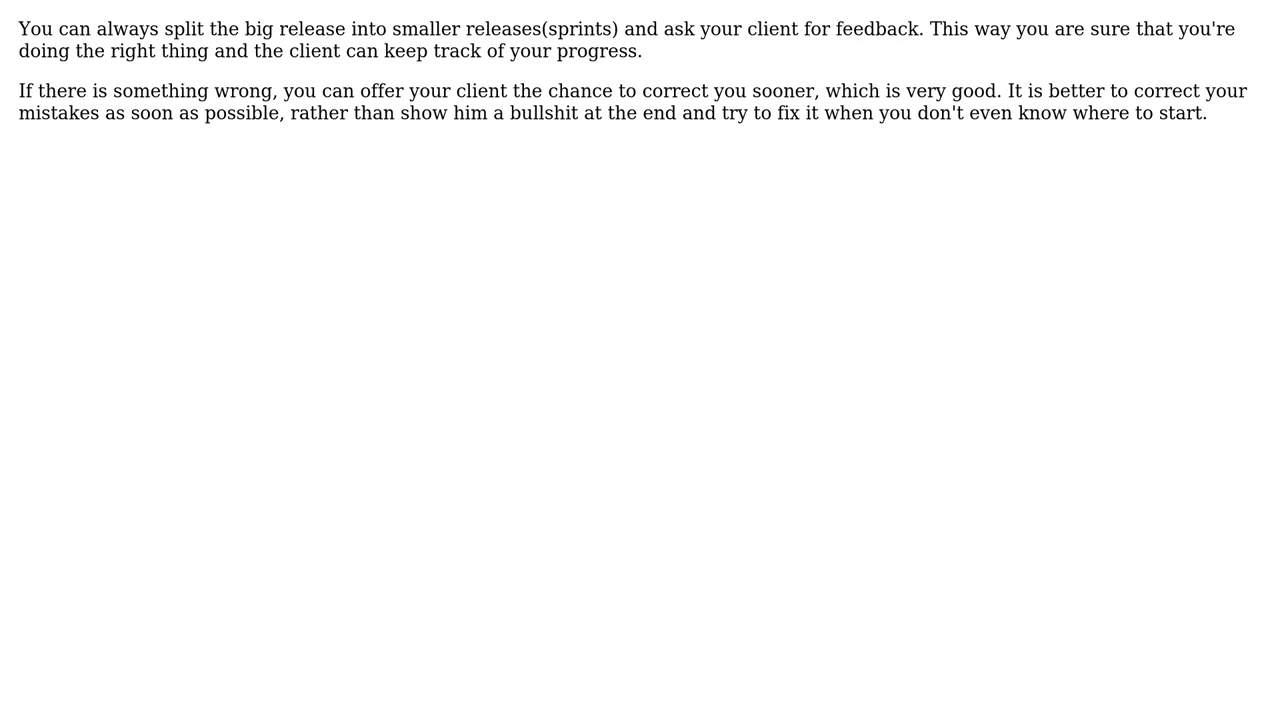 You can always split the big release into smaller releases(sprints) and ask your client for feedback. This way you are sure that you're
doing the right thing and the client can keep track of your progress.
If there is something wrong, you can offer your client the chance to correct you sooner, which is very good. It is better to correct your
mistakes as soon as possible, rather than show him a bullshit at the end and try to fix it when you don't even know where to start.